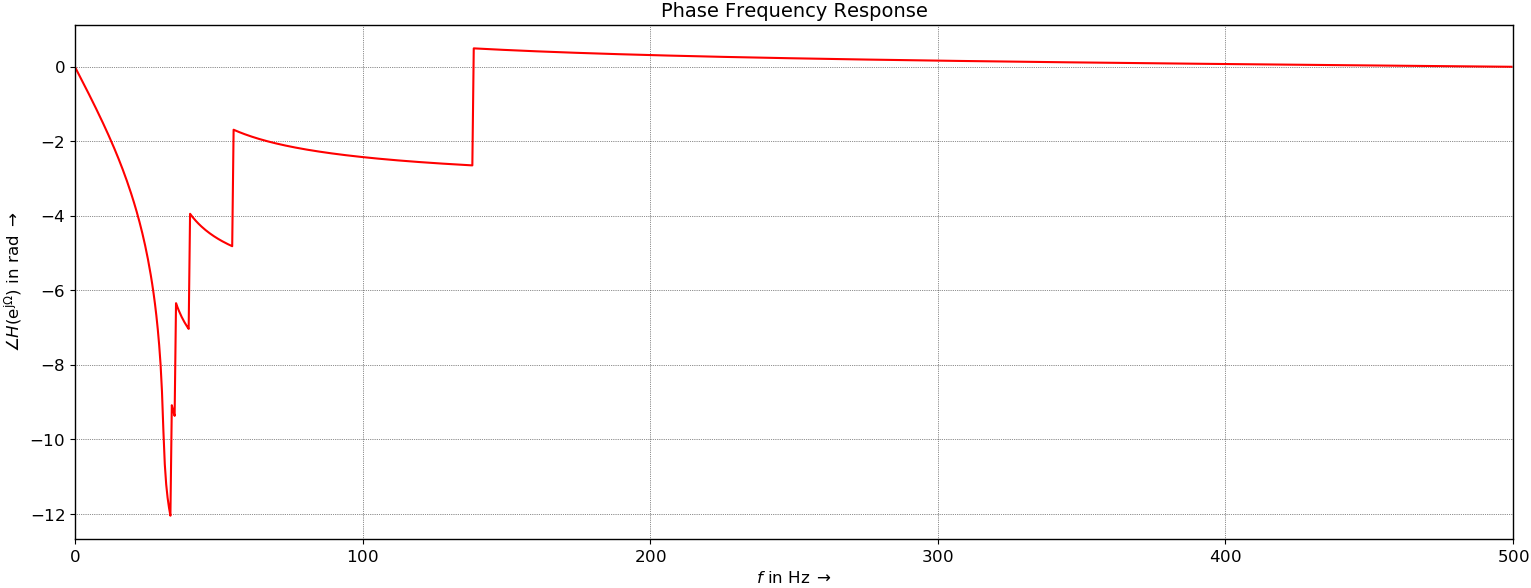 Phase Frequency Response
∠H(e^jΩ) in rad →
0
−2
−4
−6
−8
−10
−12
0 100 200 300 400 500
f in Hz →